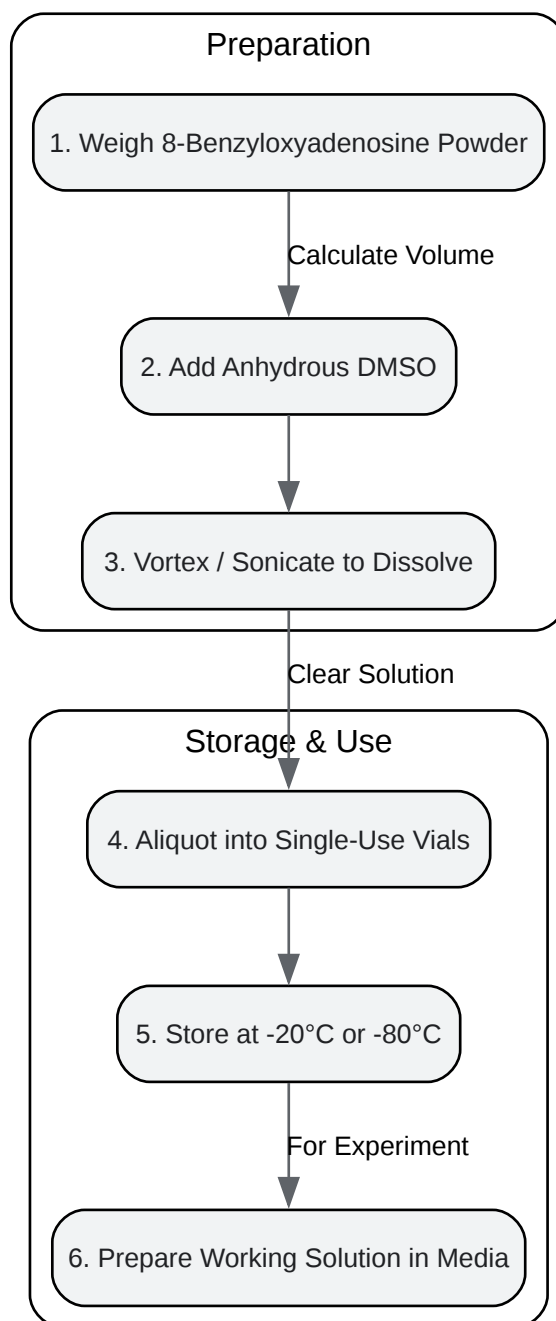 Preparation
1. Weigh 8-Benzyloxyadenosine Powder
Calculate Volume
2. Add Anhydrous DMSO
3. Vortex / Sonicate to Dissolve
Clear Solution
Storage & Use
4. Aliquot into Single-Use Vials
5. Store at -20°C or -80°C
For Experiment
6. Prepare Working Solution in Media